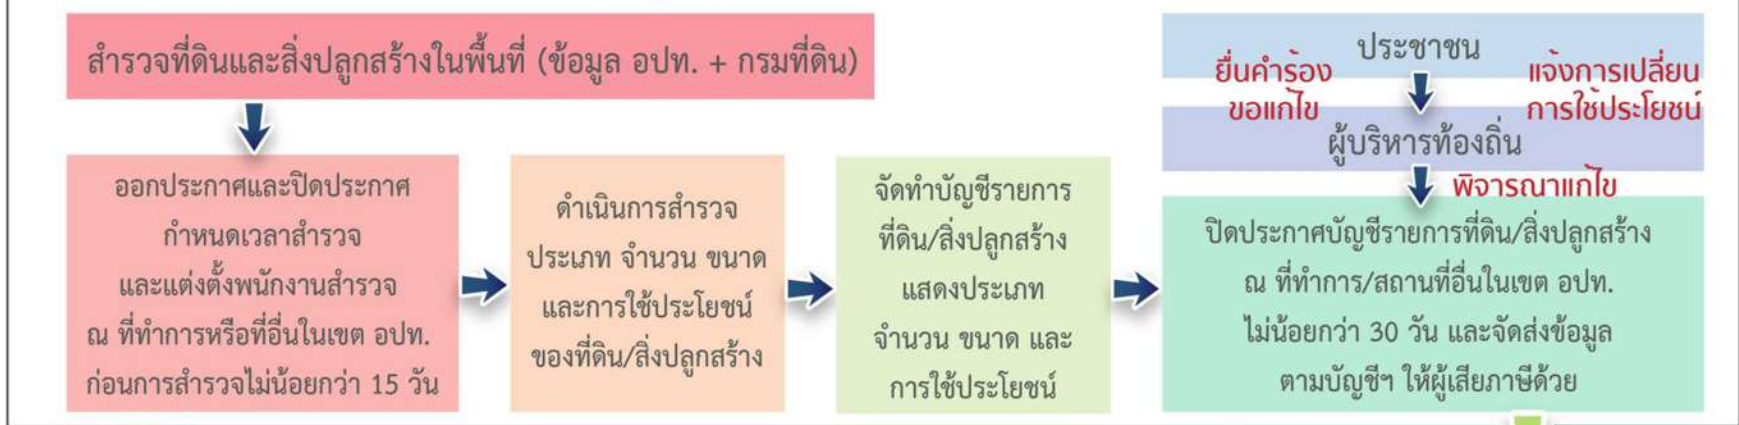 สำรวจที่ดินและสิ่งปลูกสร้างในพื้นที่ (ข้อมูล อปท. + กรมที่ดิน)
ออกประกาศและปิดประกาศ
กำหนดเวลาสำรวจ
และแต่งตั้งพนักงานสำรวจ
ณ ที่ทำการหรือที่อื่นในเขต อปท.
ก่อนการสำรวจไม่น้อยกว่า 15 วัน
ดำเนินการสำรวจ
ประเภท จำนวน ขนาด
และการใช้ประโยชน์
ของที่ดิน/สิ่งปลูกสร้าง
จัดทำบัญชีรายการ
ที่ดิน/สิ่งปลูกสร้าง
แสดงประเภท
จำนวน ขนาด และ
การใช้ประโยชน์
ประชาชน
ยื่นคำร้อง
ขอแก้ไข
แจ้งการเปลี่ยน
การใช้ประโยชน์
ผู้บริหารท้องถิ่น
พิจารณาแก้ไข
ปิดประกาศบัญชีรายการที่ดิน/สิ่งปลูกสร้าง
ณ ที่ทำการ/สถานที่อื่นในเขต อปท.
ไม่น้อยกว่า 30 วัน และจัดส่งข้อมูล
ตามบัญชีฯ ให้ผู้เสียภาษีด้วย